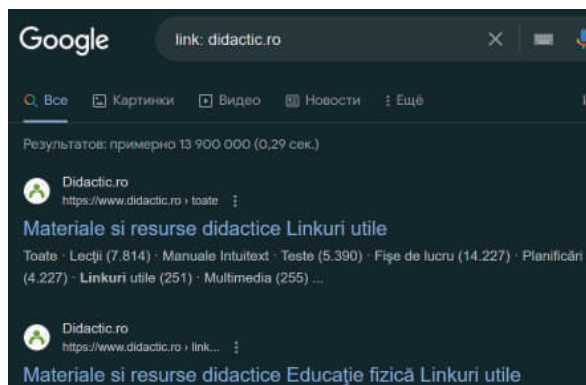 Google
link: didactic.ro
Все Картинки Видео Новости Ещё
Результатов: примерно 13 900 000 (0,29 сек.)
Didactic.ro
https://www.didactic.ro › toate
Materiale si resurse didactice Linkuri utile
Toate · Lecţii (7.814) · Manuale Intuitext · Teste (5.390) · Fişe de lucru (14.227) · Planificări
(4.227) · Linkuri utile (251) · Multimedia (255) ...
Didactic.ro
https://www.didactic.ro › link...
Materiale si resurse didactice Educaţie fizică Linkuri utile